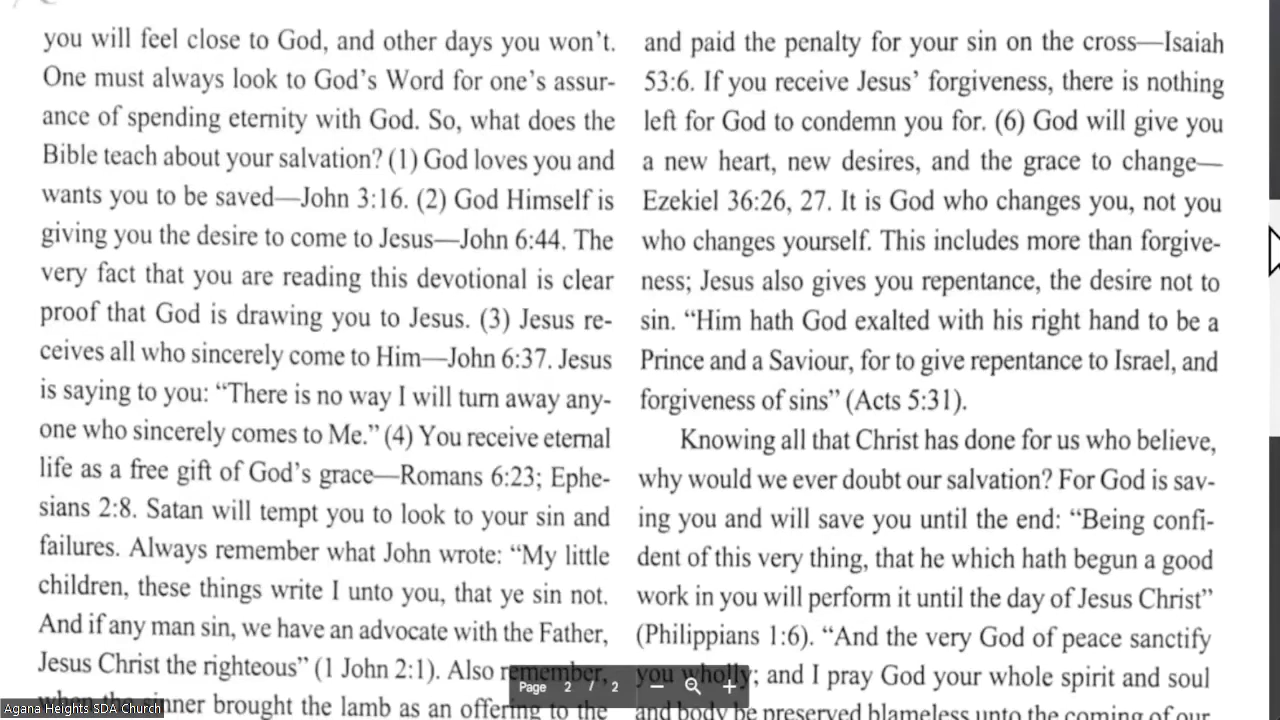 you will feel close to God, and other days you won't.
One must always look to God's Word for one's assur-
ance of spending eternity with God. So, what does the
Bible teach about your salvation? (1) God loves you and
wants you to be saved—John 3:16. (2) God Himself is
giving you the desire to come to Jesus—John 6:44. The
very fact that you are reading this devotional is clear
proof that God is drawing you to Jesus. (3) Jesus re-
ceives all who sincerely come to Him—John 6:37. Jesus
is saying to you: “There is no way I will turn away any-
one who sincerely comes to Me.” (4) You receive eternal
life as a free gift of God's grace—Romans 6:23; Ephe-
sians 2:8. Satan will tempt you to look to your sin and
failures. Always remember what John wrote: “My little
children, these things write I unto you, that ye sin not.
And if any man sin, we have an advocate with the Father,
Jesus Christ the righteous” (1 John 2:1). Also remember,
when the sinner brought the lamb as an offering to the
and paid the penalty for your sin on the cross—Isaiah
53:6. If you receive Jesus' forgiveness, there is nothing
left for God to condemn you for. (6) God will give you
a new heart, new desires, and the grace to change—
Ezekiel 36:26, 27. It is God who changes you, not you
who changes yourself. This includes more than forgive-
ness; Jesus also gives you repentance, the desire not to
sin. “Him hath God exalted with his right hand to be a
Prince and a Saviour, for to give repentance to Israel, and
forgiveness of sins” (Acts 5:31).
Knowing all that Christ has done for us who believe,
why would we ever doubt our salvation? For God is sav-
ing you and will save you until the end: “Being confi-
dent of this very thing, that he which hath begun a good
work in you will perform it until the day of Jesus Christ”
(Philippians 1:6). “And the very God of peace sanctify
you wholly; and I pray God your whole spirit and soul
and body be preserved blameless unto the coming of our
Page 2 / 2
Agana Heights SDA Church